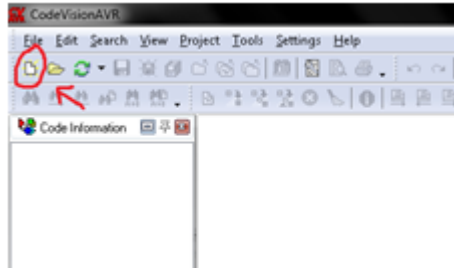 CodeVisionAVR
File Edit Search View Project Tools Settings Help
Code Information